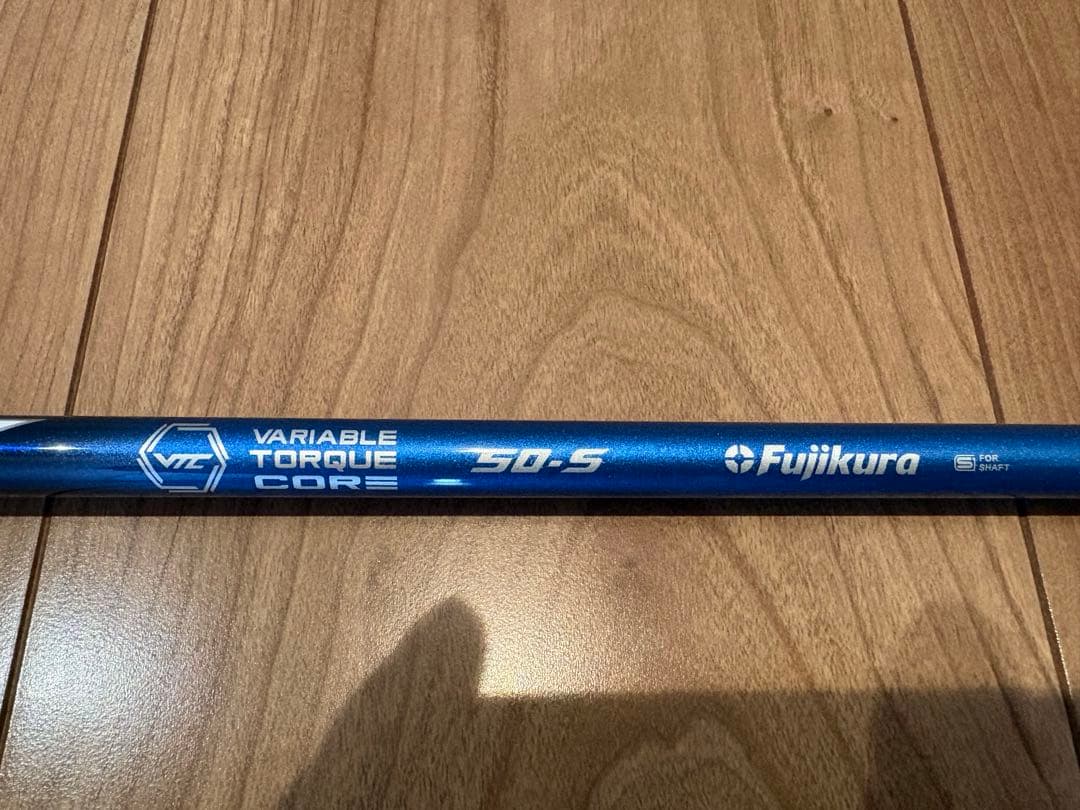 VTC
VARIABLE
TORQUE
CORE
50-S
Fujikura
S FOR
SHAFT